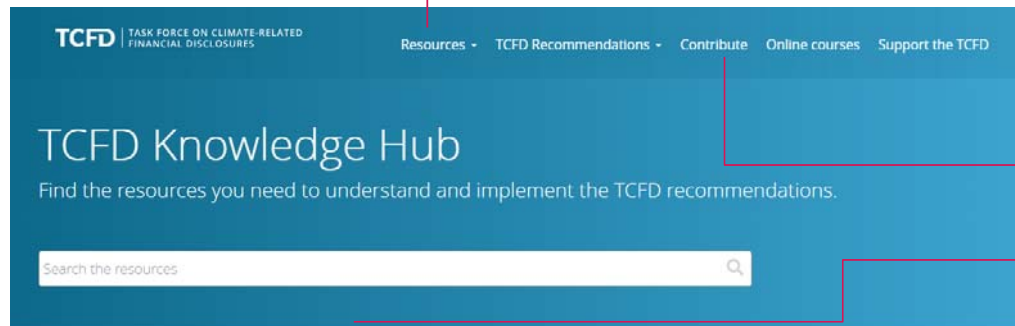 TCFD TASK FORCE ON CLIMATE-RELATED
FINANCIAL DISCLOSURES
Resources TCFD Recommendations Contribute Online courses Support the TCFD
TCFD Knowledge Hub
Find the resources you need to understand and implement the TCFD recommendations.
Search the resources